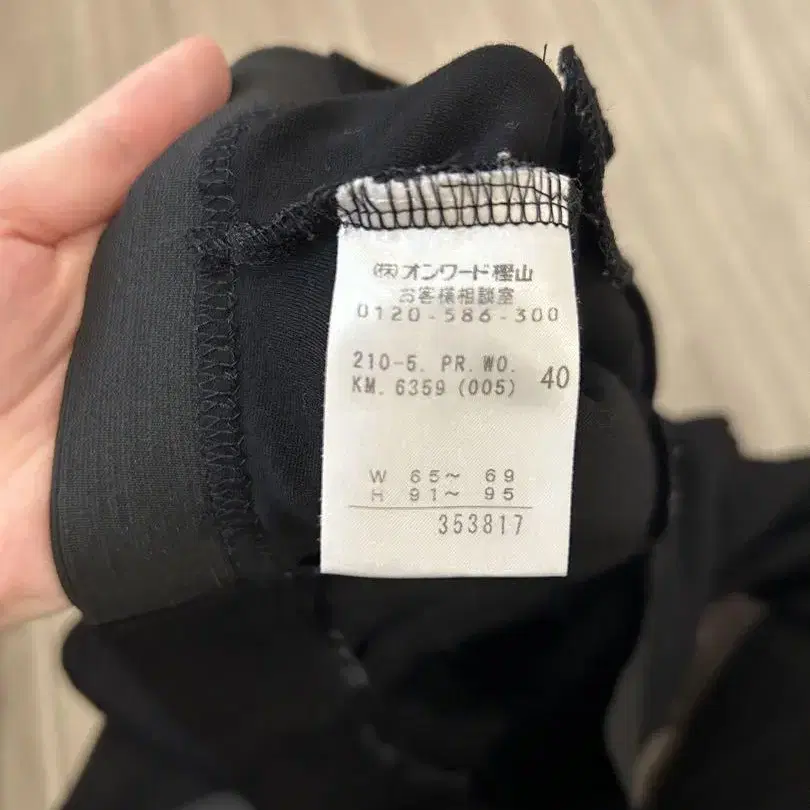 ㈱オンワード樫山
お客様相談室
0120-586-300
210-5. PR. WO.
KM. 6359 (005) 40
W 65～ 69
H 91～ 95
353817